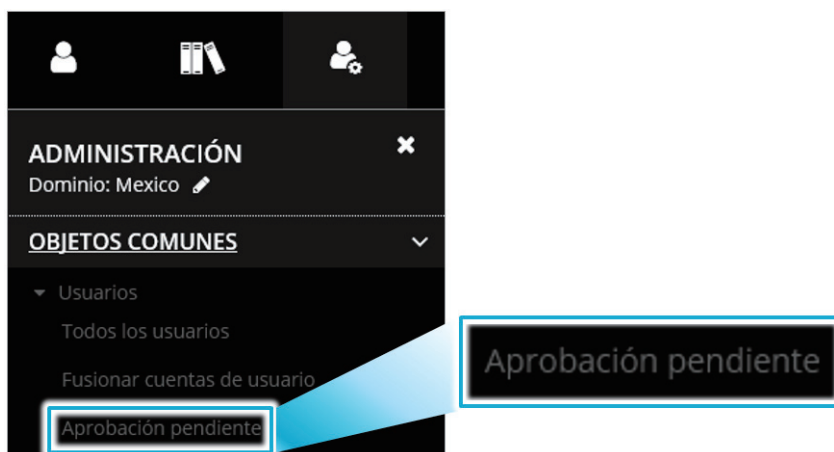 ADMINISTRACIÓN
Dominio: Mexico
OBJETOS COMUNES
Usuarios
Todos los usuarios
Fusionar cuentas de usuario
Aprobación pendiente
Aprobación pendiente